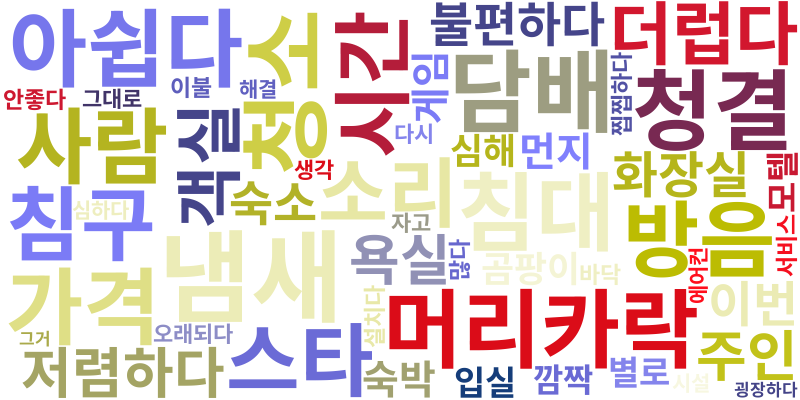 아쉽다
청소
시간
불편하다
더럽다
안좋다
그대로
이불
해결
게임
담배
찝찝하다
청결
사람
객실
다시
생각
심해
먼지
화장실
모텔
침구
심하다
숙소
소리
자고
침대
방음
서비스
냄새
욕실
많다
곰팡이
바닥
에어컨
가격
그거
오래되다
스타
설치다
머리카락
이번
저렴하다
숙박
입실
깜짝
별로
시설
주인
굉장하다